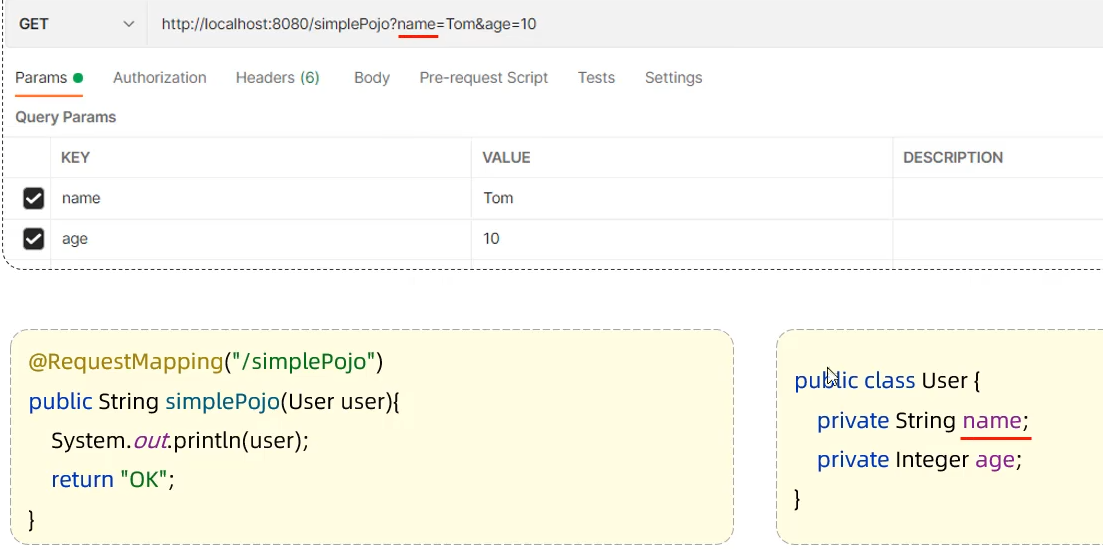 GET http://localhost:8080/simplePojo?name=Tom&age=10
Params Authorization Headers (6) Body Pre-request Script Tests Settings
Query Params
KEY VALUE DESCRIPTION
name Tom
age 10
@RequestMapping("/simplePojo")
public String simplePojo(User user){
System.out.println(user);
return "OK";
}
public class User {
private String name;
private Integer age;
}